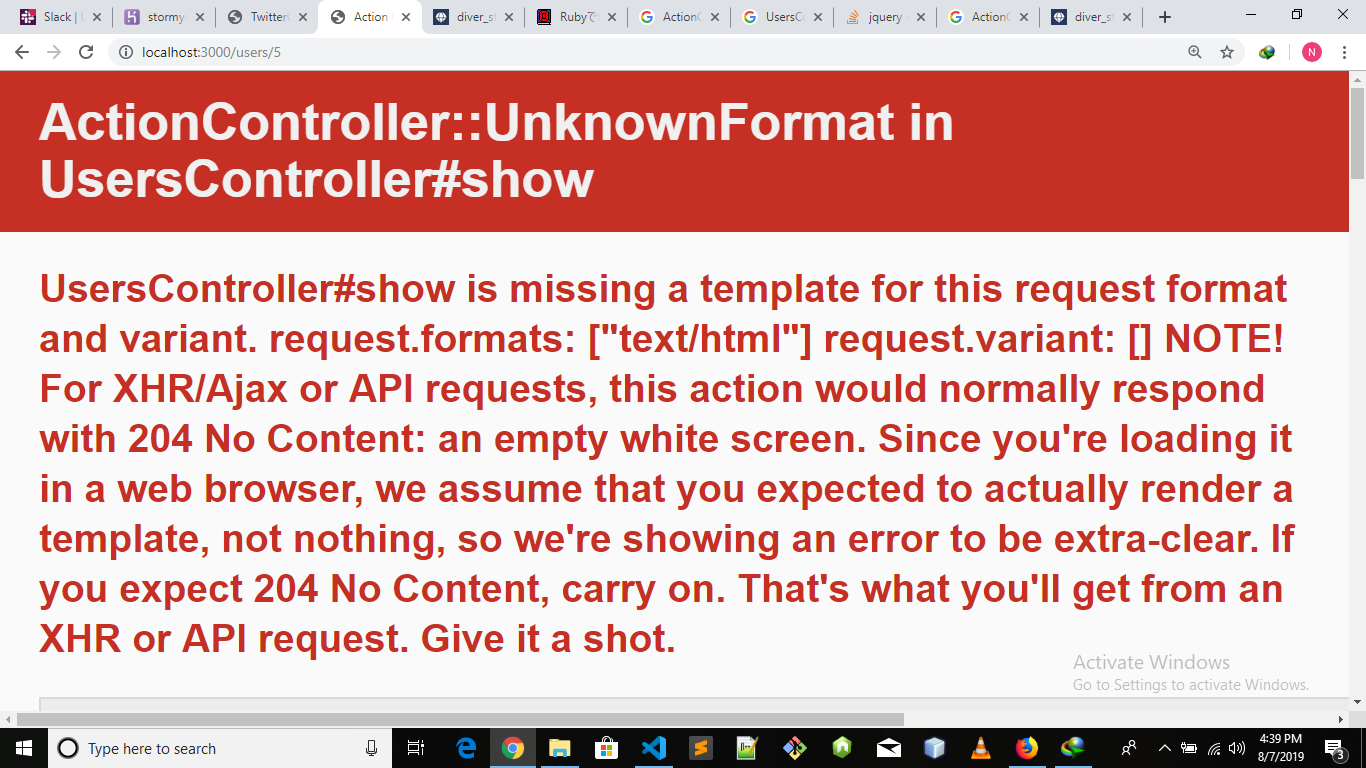 Slack | U
stormy-
Twitter
Action
diver_st
Rubyで
ActionC
UsersCo
jquery -
ActionC
diver_st
localhost:3000/users/5
N
ActionController::UnknownFormat in
UsersController#show
UsersController#show is missing a template for this request format
and variant. request.formats: ["text/html"] request.variant: [] NOTE!
For XHR/Ajax or API requests, this action would normally respond
with 204 No Content: an empty white screen. Since you're loading it
in a web browser, we assume that you expected to actually render a
template, not nothing, so we're showing an error to be extra-clear. If
you expect 204 No Content, carry on. That's what you'll get from an
XHR or API request. Give it a shot.
Activate Windows
Go to Settings to activate Windows.
Type here to search
4:39 PM
8/7/2019
3